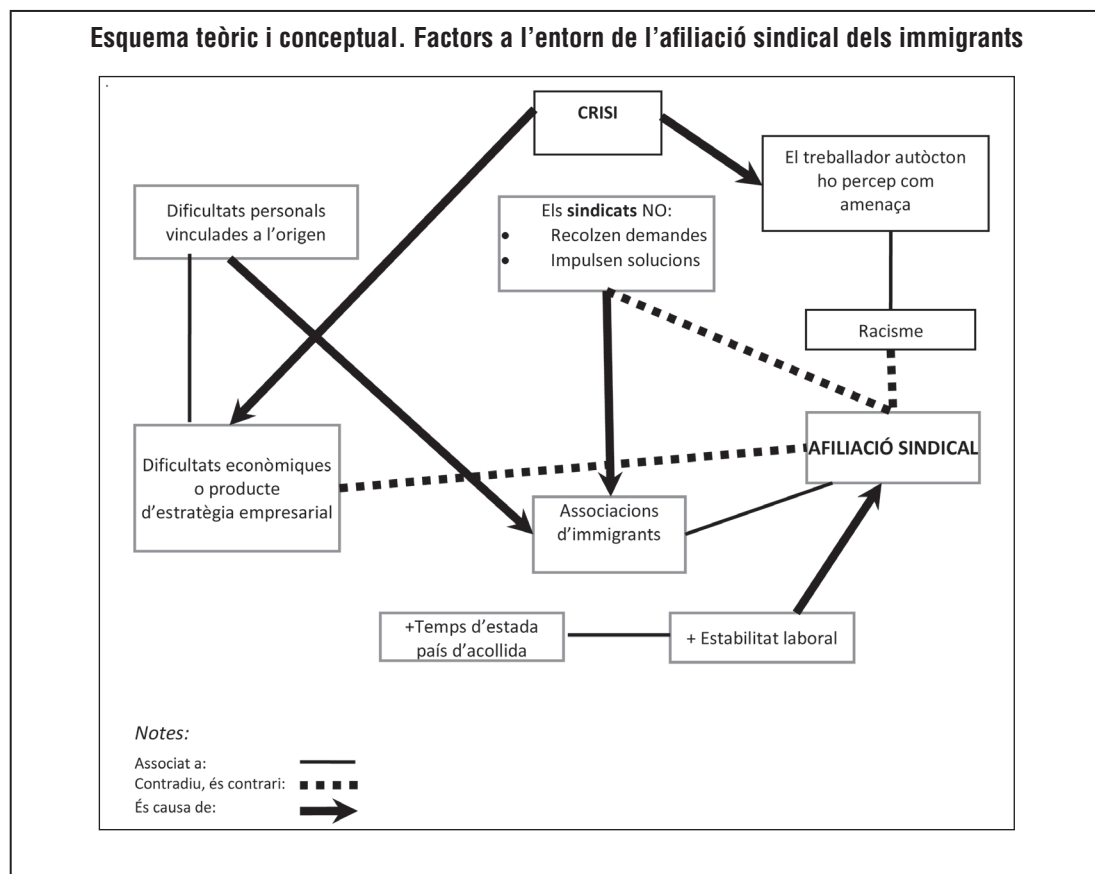 Esquema teòric i conceptual. Factors a l'entorn de l'afiliació sindical dels immigrants
CRISI
El treballador autòcton
ho percep com
amenaça
Dificultats personals
vinculades a l'origen
Els sindicats NO:
• Recolzen demandes
• Impulsen solucions
Racisme
AFILIACIÓ SINDICAL
Dificultats econòmiques
o producte
d'estratègia empresarial
Associacions
d'immigrants
+Temps d'estada
país d'acollida
+ Estabilitat laboral
Notes:
Associat a:
Contradiu, és contrari:
És causa de: